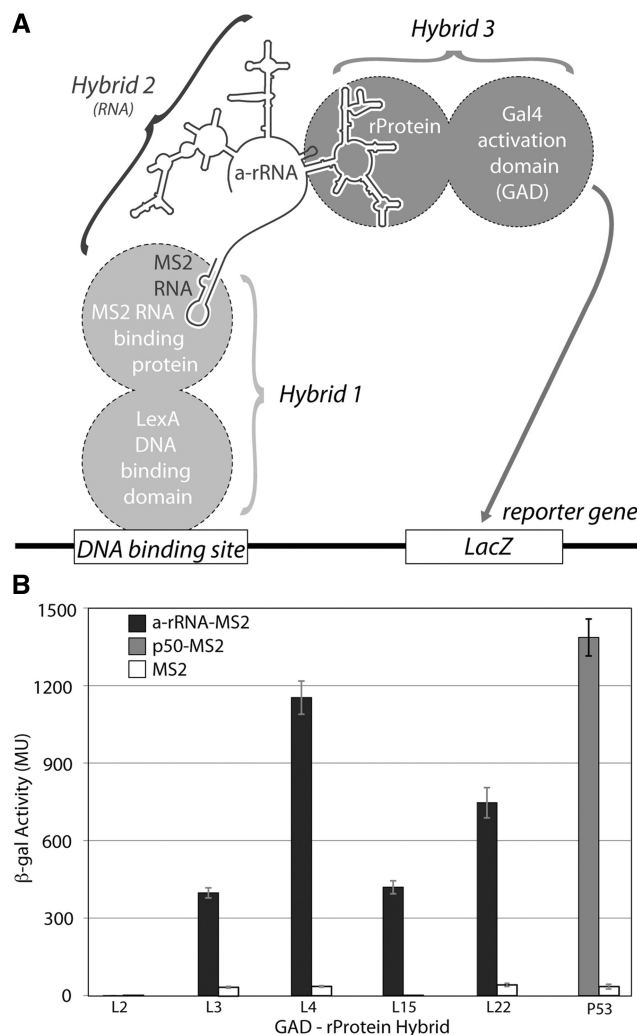 A
Hybrid 3
Hybrid 2
(RNA)
rProtein
Gal4
activation
domain
(GAD)
a-rRNA
MS2
RNA
MS2 RNA
binding
protein
Hybrid 1
LexA
DNA
binding
domain
reporter gene
DNA binding site
LacZ
B
1500
a-rRNA-MS2
p50-MS2
MS2
1200
900
600
300
0
β-gal Activity (MU)
L2 L3 L4 L15 L22 P53
GAD - rProtein Hybrid